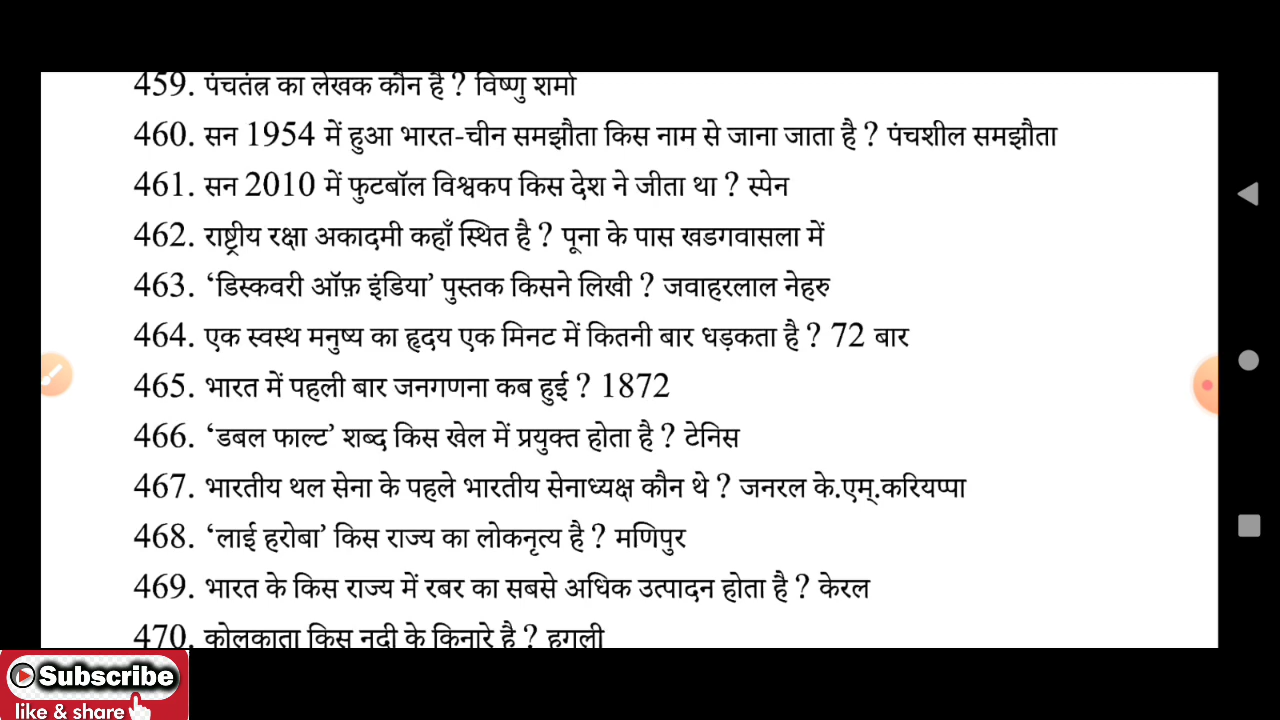 459. पंचतंत्र का लेखक कौन है ? विष्णु शर्मा
460. सन 1954 में हुआ भारत-चीन समझौता किस नाम से जाना जाता है ? पंचशील समझौता
461. सन 2010 में फुटबॉल विश्वकप किस देश ने जीता था ? स्पेन
462. राष्ट्रीय रक्षा अकादमी कहाँ स्थित है ? पूना के पास खडगवासला में
463. ‘डिस्कवरी ऑफ़ इंडिया’ पुस्तक किसने लिखी ? जवाहरलाल नेहरु
464. एक स्वस्थ मनुष्य का हृदय एक मिनट में कितनी बार धड़कता है ? 72 बार
465. भारत में पहली बार जनगणना कब हुई ? 1872
466. ‘डबल फाल्ट’ शब्द किस खेल में प्रयुक्त होता है ? टेनिस
467. भारतीय थल सेना के पहले भारतीय सेनाध्यक्ष कौन थे ? जनरल के.एम्.करियप्पा
468. ‘लाई हरोबा’ किस राज्य का लोकनृत्य है ? मणिपुर
469. भारत के किस राज्य में रबर का सबसे अधिक उत्पादन होता है ? केरल
470. कोलकाता किस नदी के किनारे है ? हुगली
Subscribe
like & share